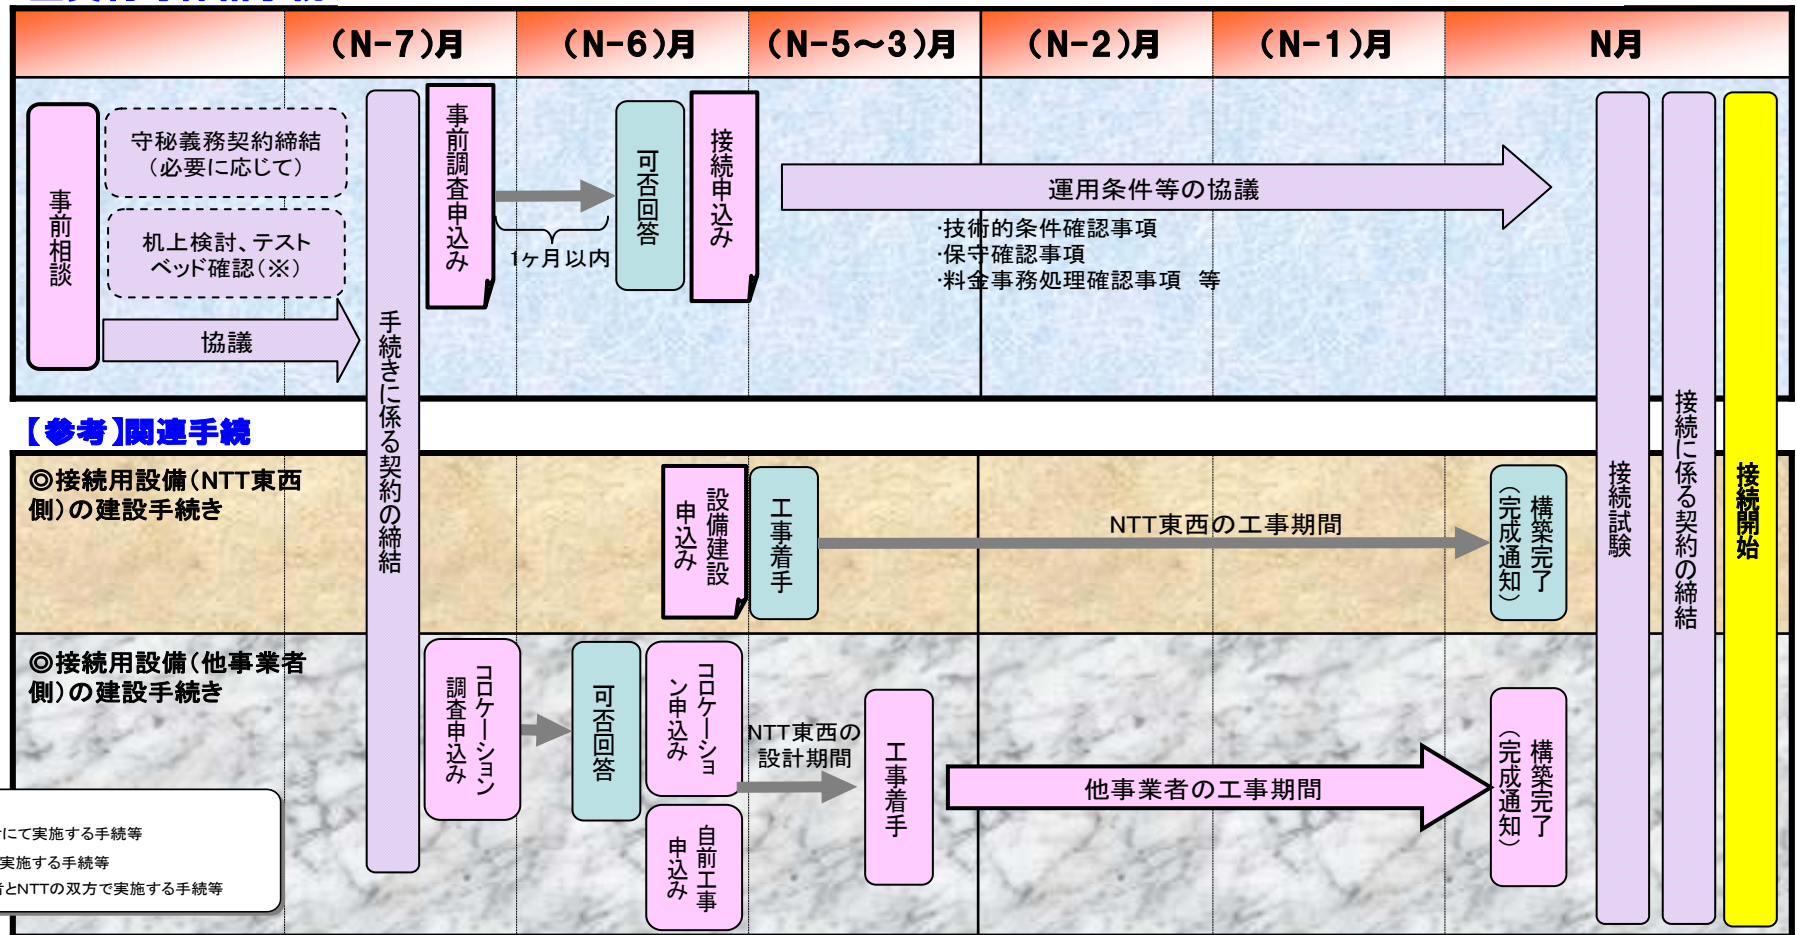 (N-7)月
(N-6)月
(N-5～3)月
(N-2)月
(N-1)月
N月
事前相談
守秘義務契約締結
(必要に応じて)
机上検討、テスト
ベッド確認(※)
協議
手続きに係る契約の締結
事前調査申込み
1ヶ月以内
可否回答
接続申込み
運用条件等の協議
・技術的条件確認事項
・保守確認事項
・料金事務処理確認事項 等
接続試験
接続に係る契約の締結
接続開始
【参考】関連手続
◎接続用設備(NTT東西
側)の建設手続き
設備建設
申込み
工事着手
NTT東西の工事期間
構築完了
(完成通知)
◎接続用設備(他事業者
側)の建設手続き
コロケーション
調査申込み
可否回答
コロケーショ
ン申込み
自前工事
申込み
NTT東西の
設計期間
工事着手
他事業者の工事期間
構築完了
(完成通知)
にて実施する手続等
実施する手続等
とNTTの双方で実施する手続等